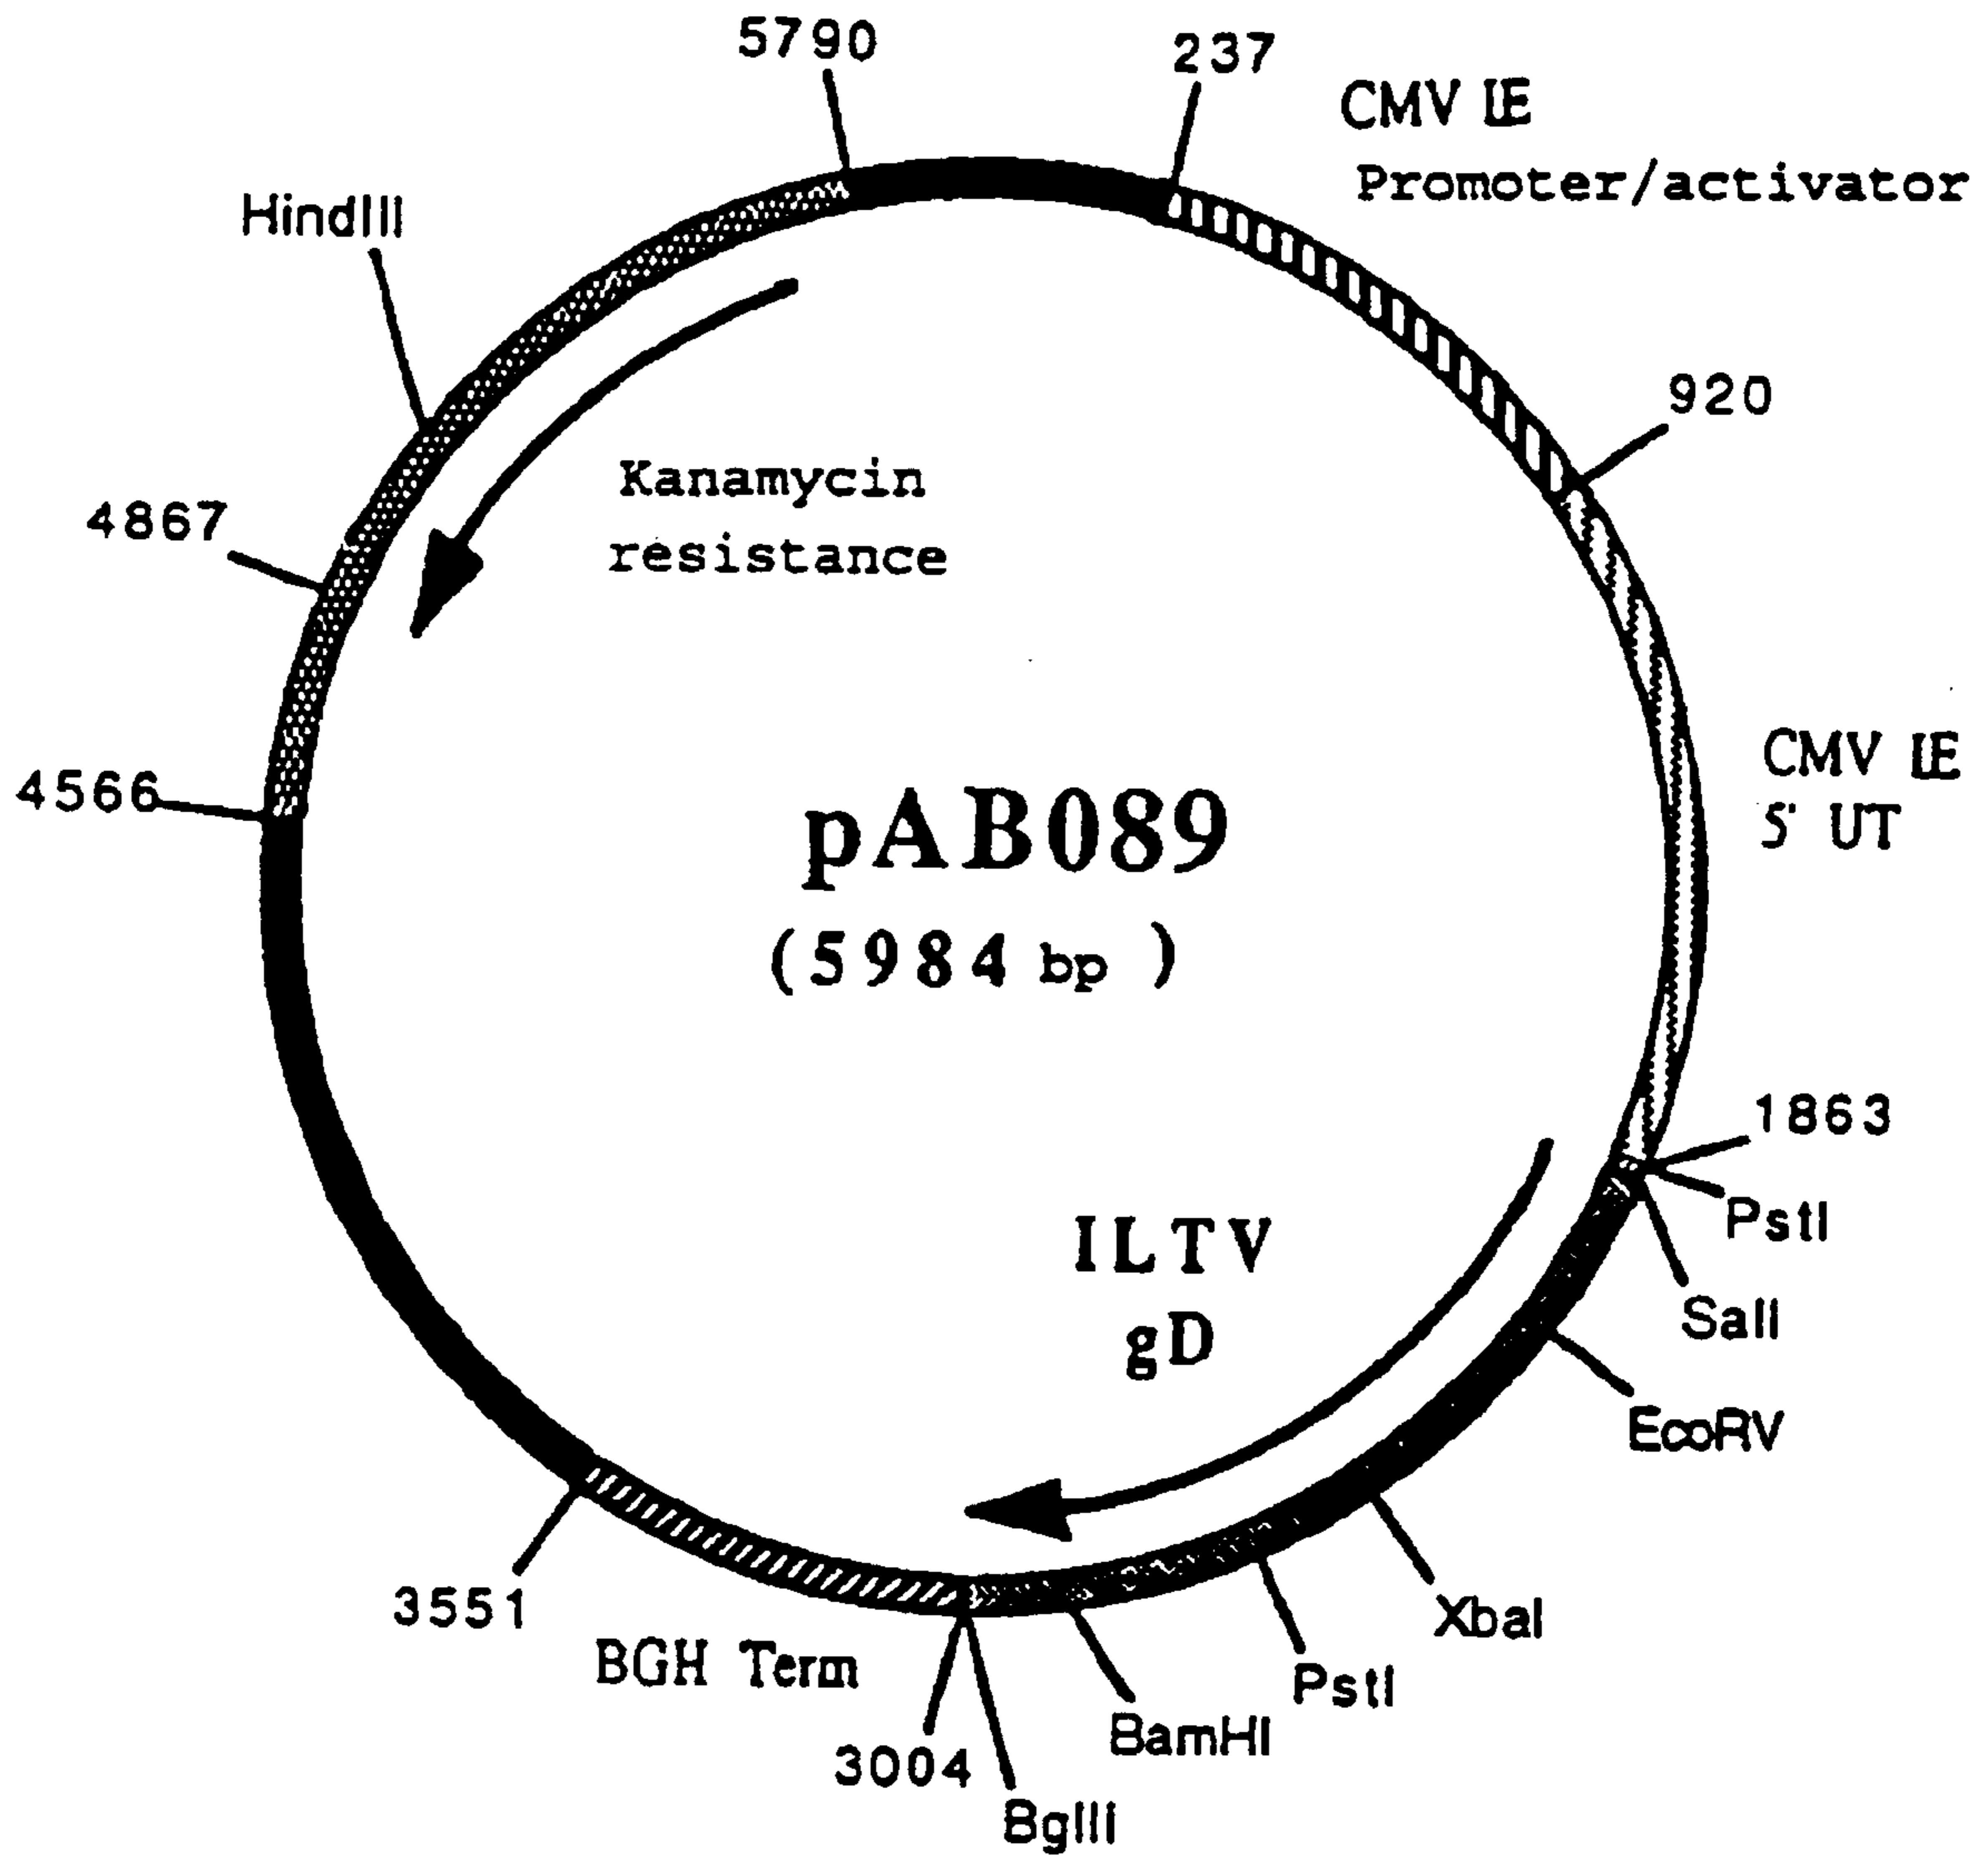 5790
237
CMV IE
Promoter/activator
HindIII
920
Kanamycin
resistance
4867
CMV IE
5' UT
4566
pAB089
(5984 bp )
1863
PstI
ILTV
gD
SalI
EcoRV
XbaI
3551
BGH Term
PstI
BamHI
3004
BglII